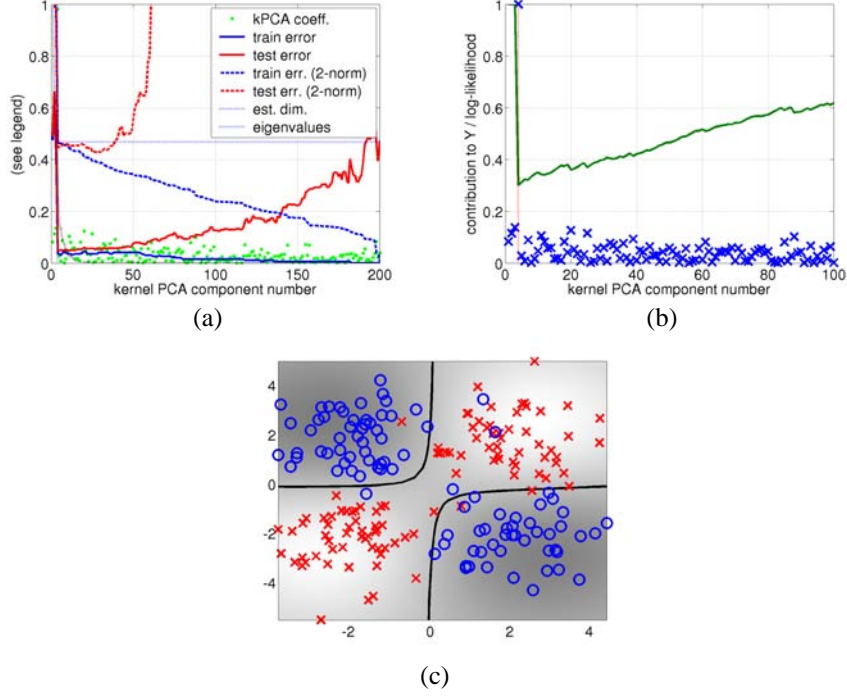 1
0.8
0.6
0.4
0.2
0
(see legend)
kPCA coeff.
train error
test error
train err. (2-norm)
test err. (2-norm)
est. dim.
eigenvalues
0 50 100 150 200
kernel PCA component number
(a)
1
0.8
0.6
0.4
0.2
0
contribution to Y / log-likelihood
0 20 40 60 80 100
kernel PCA component number
(b)
4
2
0
-2
-4
-2 0 2 4
(c)